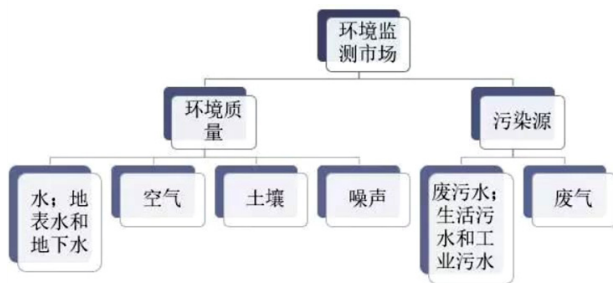 环境监
测市场
环境质
量
污染源
水；地
表水和
地下水
空气
土壤
噪声
废污水；
生活污
水和工
业污水
废气